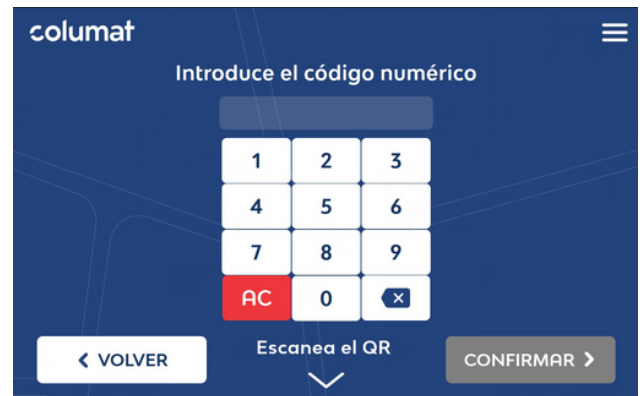 columat
Introduce el código numérico
1 2 3
4 5 6
7 8 9
AC 0
VOLVER
Escanea el QR
CONFIRMAR